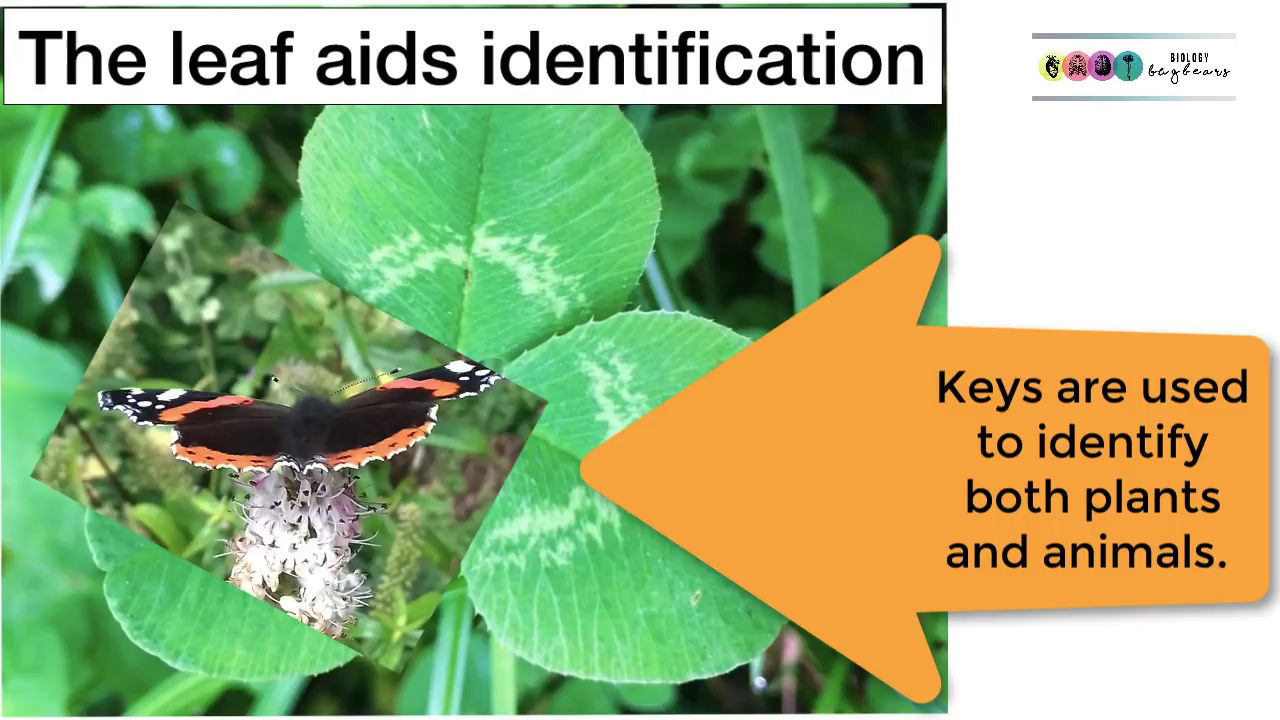 The leaf aids identification
BIOLOGY
bugbears
Keys are used
to identify
both plants
and animals.